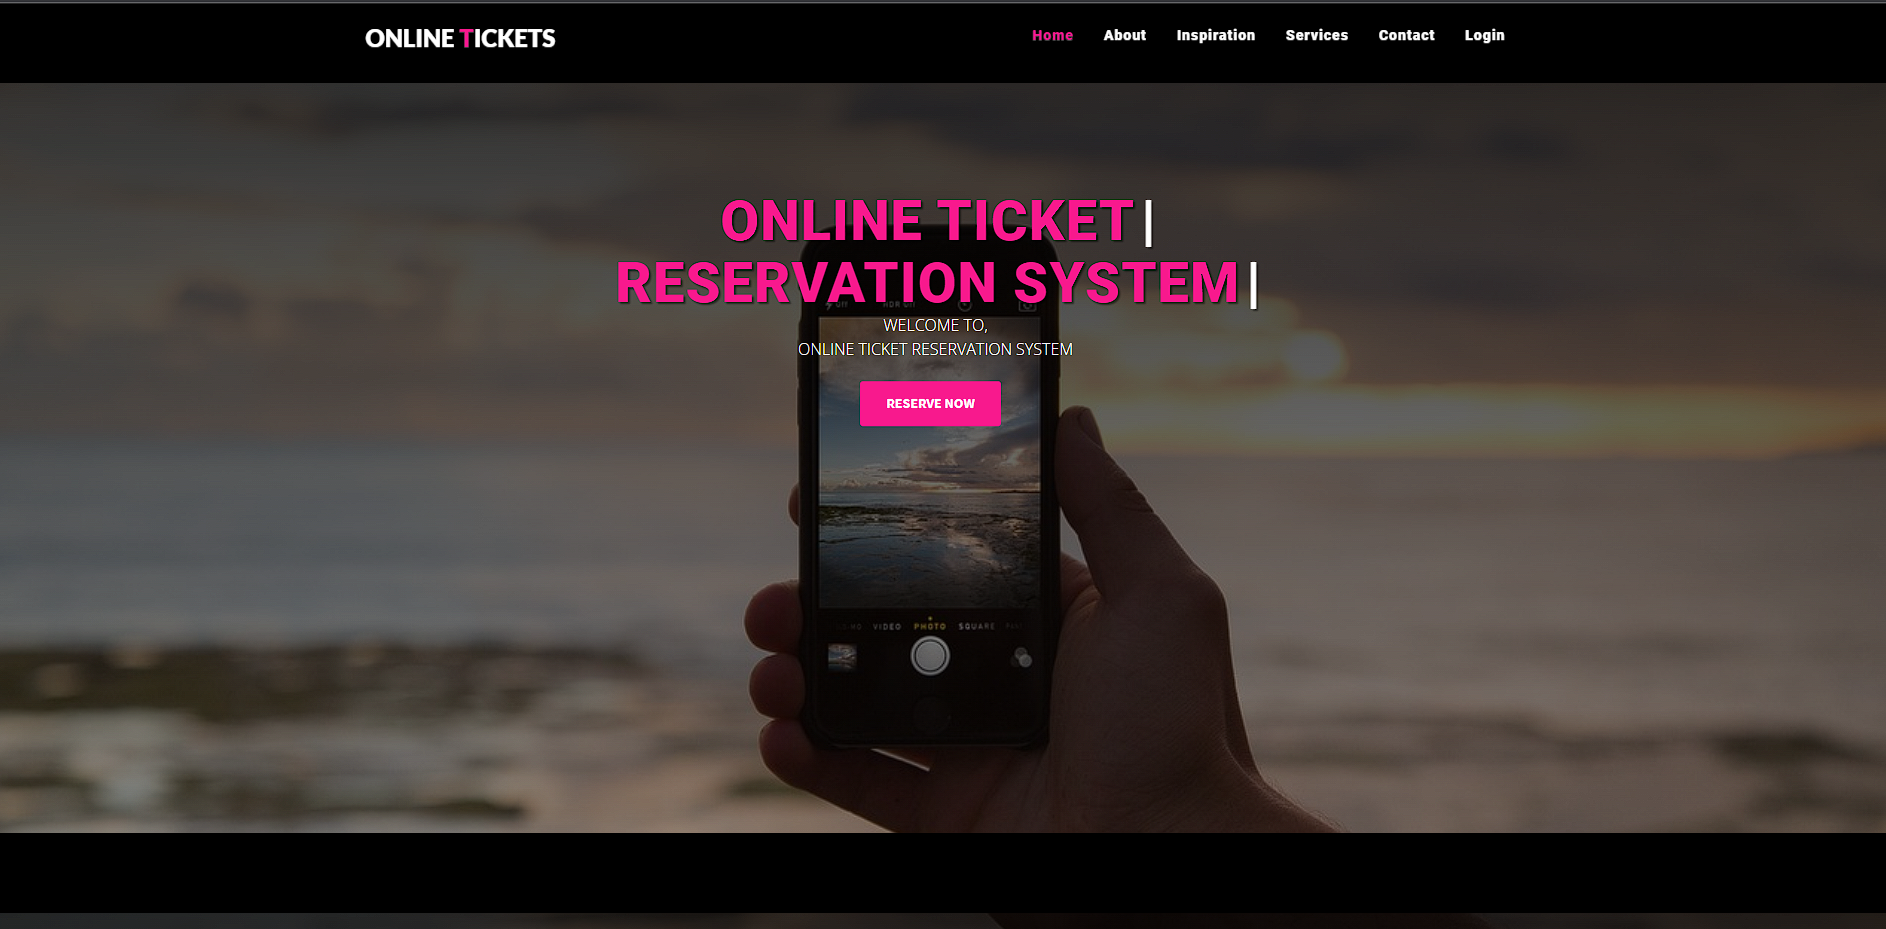 ONLINE TICKETS
Home About Inspiration Services Contact Login
ONLINE TICKET|
RESERVATION SYSTEM|
WELCOME TO,
ONLINE TICKET RESERVATION SYSTEM
RESERVE NOW
VIDEO PHOTO SQUARE